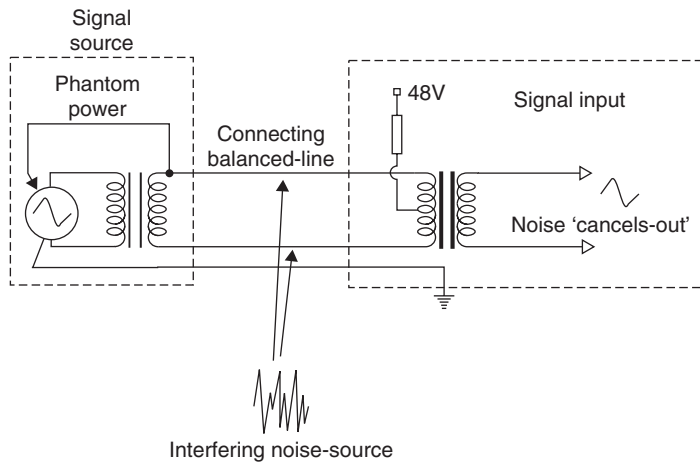 Signal
source
Phantom
power
48V
Signal input
Connecting
balanced-line
Noise ‘cancels-out’
Interfering noise-source